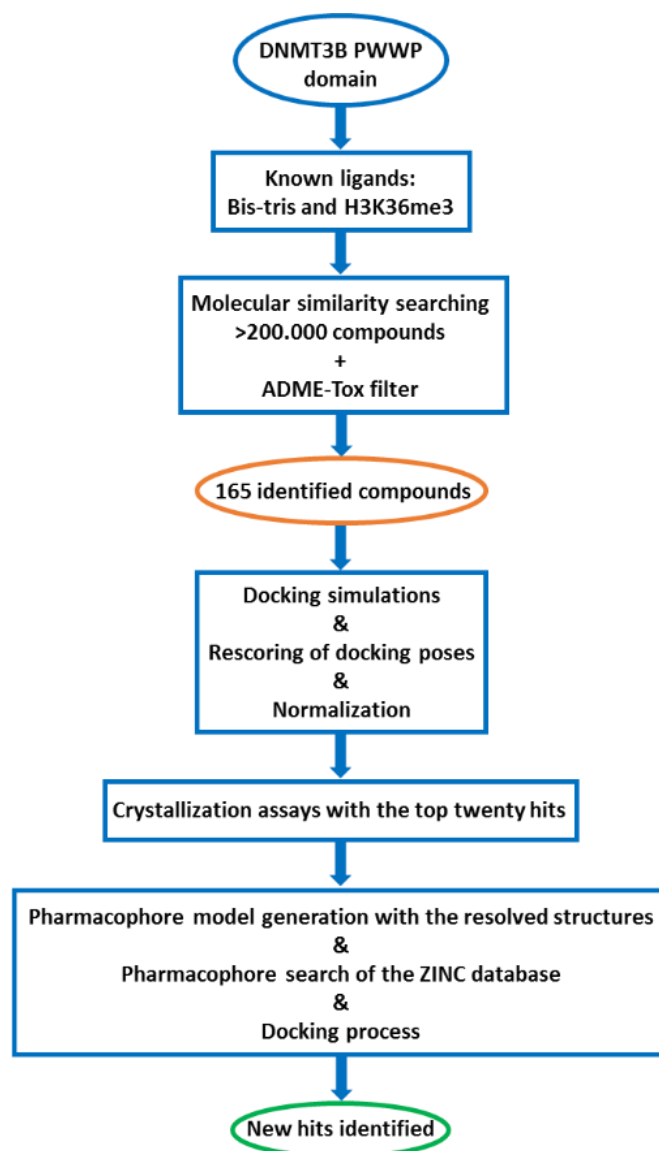 DNMT3B PWWP
domain
Known ligands:
Bis-tris and H3K36me3
Molecular similarity searching
>200.000 compounds
+
ADME-Tox filter
165 identified compounds
Docking simulations
&
Rescoring of docking poses
&
Normalization
Crystallization assays with the top twenty hits
Pharmacophore model generation with the resolved structures
&
Pharmacophore search of the ZINC database
&
Docking process
New hits identified